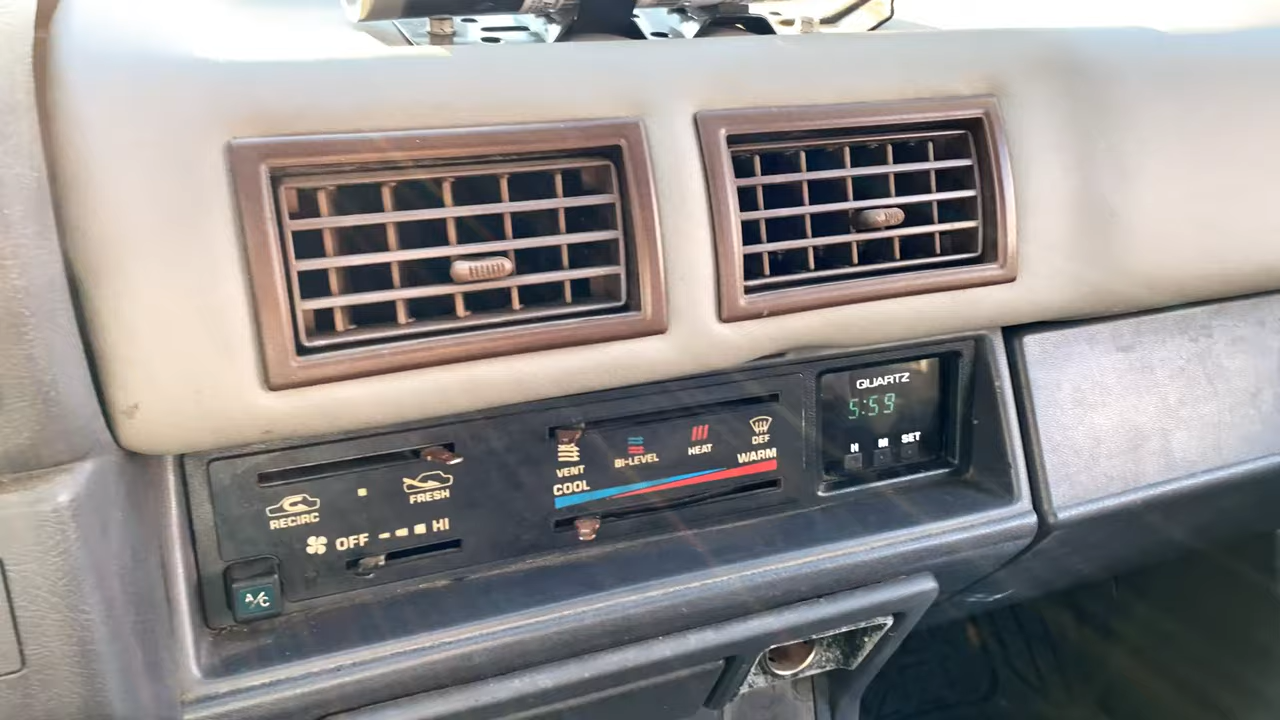 QUARTZ
5:59
H M SET
VENT
BI-LEVEL
HEAT
DEF
COOL
WARM
RECIRC
FRESH
OFF
HI
A/C